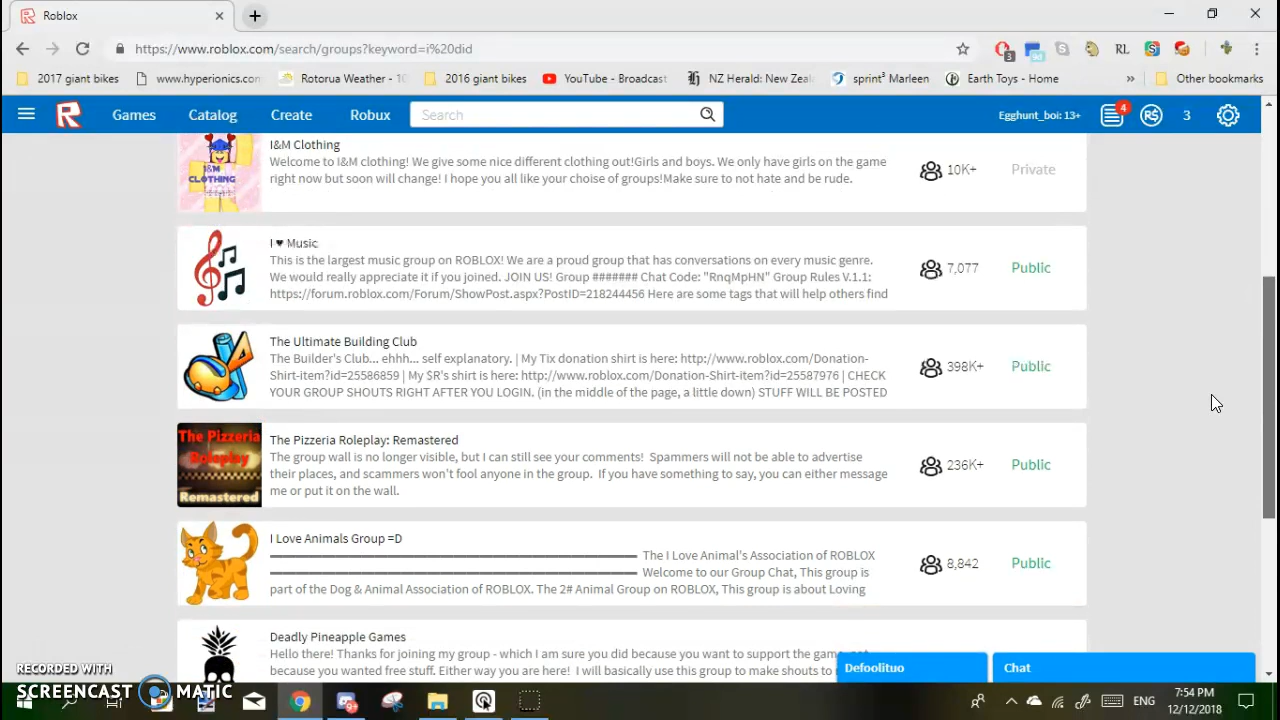 Roblox
https://www.roblox.com/search/groups?keyword=i%20did
3
9d
RL
2017 giant bikes
www.hyperionics.con
Rotorua Weather - 10
2016 giant bikes
YouTube - Broadcast
NZ Herald: New Zeal
sprint³ Marleen
Earth Toys - Home
»
Other bookmarks
Games
Catalog
Create
Robux
Search
Egghunt_boi: 13+
4
R$
3
I&M Clothing
I&M
CLOTHING
Welcome to I&M clothing! We give some nice different clothing out!Girls and boys. We only have girls on the game
right now but soon will change! I hope you all like your choise of groups!Make sure to not hate and be rude.
10K+
Private
I ♥ Music
This is the largest music group on ROBLOX! We are a proud group that has conversations on every music genre.
We would really appreciate it if you joined. JOIN US! Group ####### Chat Code: "RnqMpHN" Group Rules V.1.1:
https://forum.roblox.com/Forum/ShowPost.aspx?PostID=218244456 Here are some tags that will help others find
7,077
Public
The Ultimate Building Club
The Builder's Club... ehhh... self explanatory. | My Tix donation shirt is here: http://www.roblox.com/Donation-
Shirt-item?id=25586859 | My $R's shirt is here: http://www.roblox.com/Donation-Shirt-item?id=25587976 | CHECK
YOUR GROUP SHOUTS RIGHT AFTER YOU LOGIN. (in the middle of the page, a little down) STUFF WILL BE POSTED
398K+
Public
The Pizzeria
Roleplay
Remastered
The Pizzeria Roleplay: Remastered
The group wall is no longer visible, but I can still see your comments! Spammers will not be able to advertise
their places, and scammers won't fool anyone in the group. If you have something to say, you can either message
me or put it on the wall.
236K+
Public
I Love Animals Group =D
The I Love Animal's Association of ROBLOX
Welcome to our Group Chat, This group is
part of the Dog & Animal Association of ROBLOX. The 2# Animal Group on ROBLOX, This group is about Loving
8,842
Public
Deadly Pineapple Games
Hello there! Thanks for joining my group - which I am sure you did because you want to support the game, not
because you wanted free stuff. Either way you are here! I will basically use this group to make shouts to
Defoolituo
Chat
RECORDED WITH
SCREENCAST MATIC
ENG
7:54 PM
12/12/2018